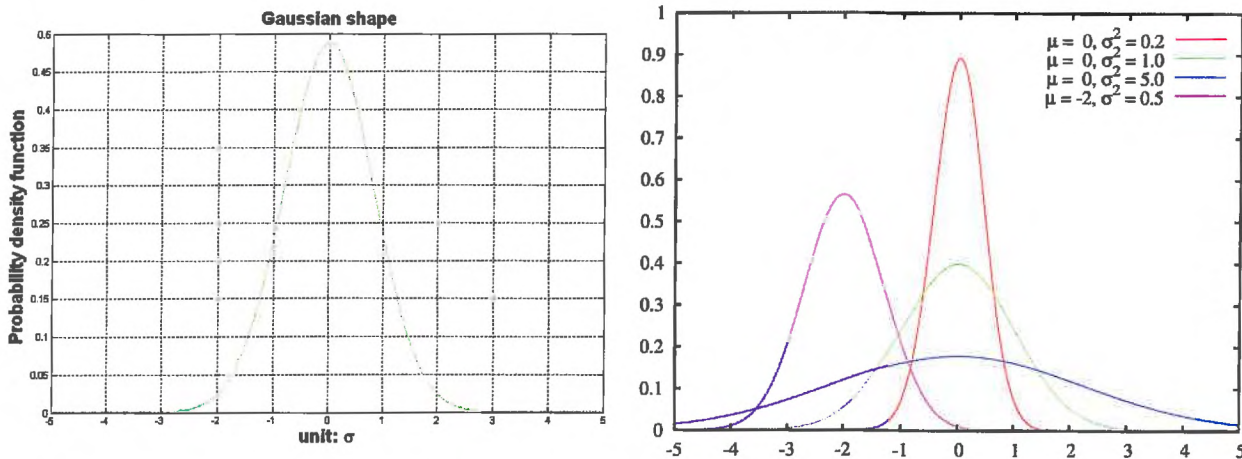 Gaussian shape
Probability density function
0.5
0.45
0.4
0.35
0.3
0.25
0.2
0.15
0.1
0.05
0
-5 -4 -3 -2 -1 0 1 2 3 4 5
unit: σ
1
0.9
0.8
0.7
0.6
0.5
0.4
0.3
0.2
0.1
0
-5 -4 -3 -2 -1 0 1 2 3 4 5
μ = 0, σ² = 0.2
μ = 0, σ² = 1.0
μ = 0, σ² = 5.0
μ = -2, σ² = 0.5